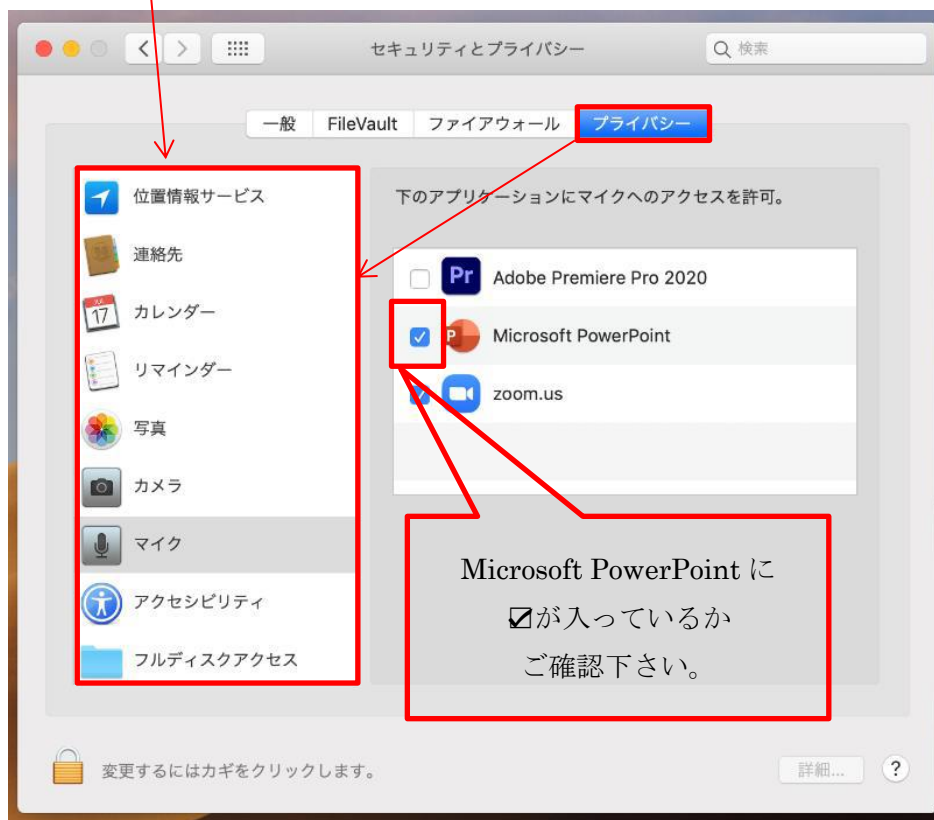 セキュリティとプライバシー
検索
一般 FileVault ファイアウォール プライバシー
位置情報サービス
連絡先
カレンダー
リマインダー
写真
カメラ
マイク
アクセシビリティ
フルディスクアクセス
下のアプリケーションにマイクへのアクセスを許可。
Pr Adobe Premiere Pro 2020
P Microsoft PowerPoint
zoom.us
Microsoft PowerPoint に
☑が入っているか
ご確認下さい。
17
変更するにはカギをクリックします。
詳細... ?